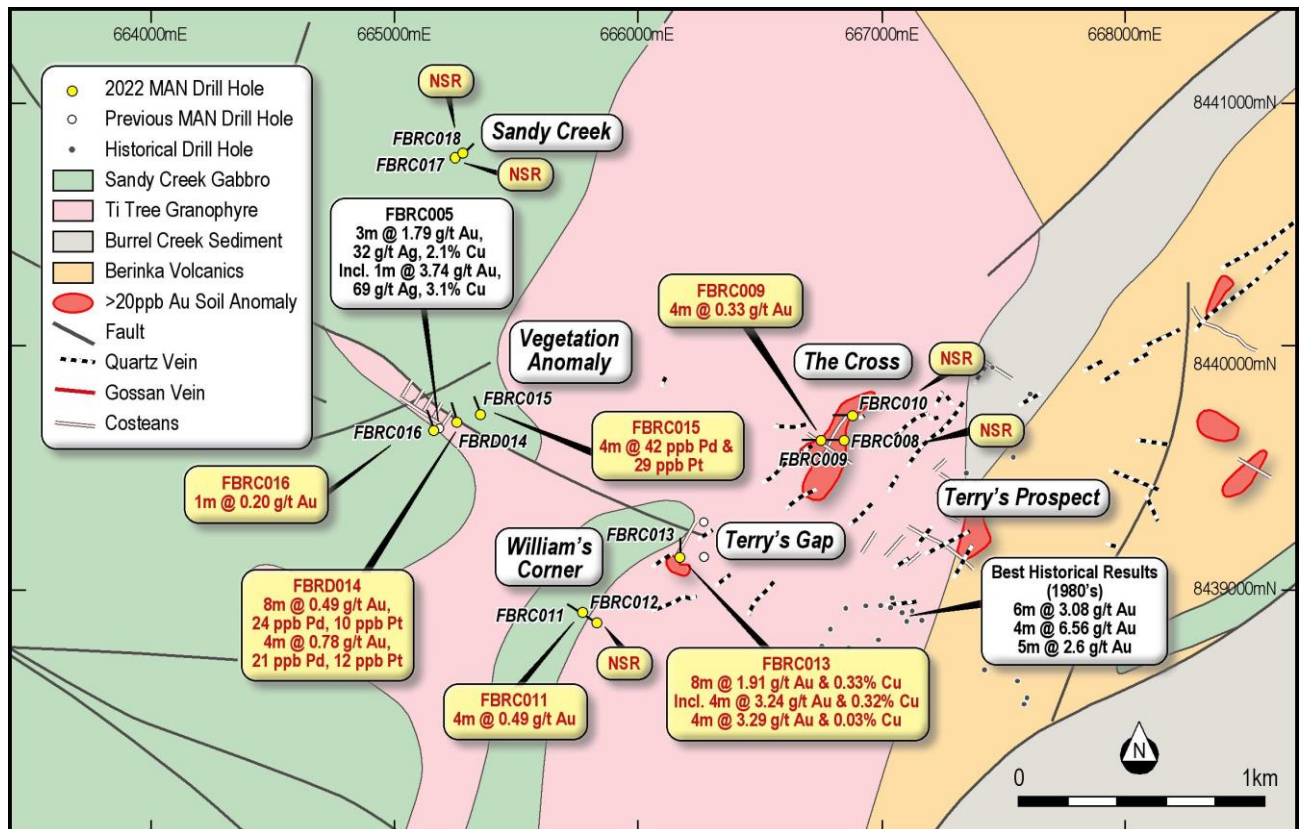 664000mE
665000mE
666000mE
667000mE
668000mE
8441000mN
8440000mN
8439000mN
2022 MAN Drill Hole
Previous MAN Drill Hole
Historical Drill Hole
Sandy Creek Gabbro
Ti Tree Granophyre
Burrel Creek Sediment
Berinka Volcanics
>20ppb Au Soil Anomaly
Fault
Quartz Vein
Gossan Vein
Costeans
NSR
FBRC018
Sandy Creek
FBRC017
NSR
FBRC005
3m @ 1.79 g/t Au,
32 g/t Ag, 2.1% Cu
Incl. 1m @ 3.74 g/t Au,
69 g/t Ag, 3.1% Cu
FBRC009
4m @ 0.33 g/t Au
Vegetation
Anomaly
The Cross
NSR
FBRC015
FBRC010
FBRC016
FBRD014
FBRC015
4m @ 42 ppb Pd &
29 ppb Pt
FBRC009
FBRC008
NSR
FBRC016
1m @ 0.20 g/t Au
Terry's Prospect
William's
Corner
FBRC013
Terry's Gap
FBRD014
8m @ 0.49 g/t Au,
24 ppb Pd, 10 ppb Pt
4m @ 0.78 g/t Au,
21 ppb Pd, 12 ppb Pt
FBRC011
FBRC012
NSR
FBRC011
4m @ 0.49 g/t Au
FBRC013
8m @ 1.91 g/t Au & 0.33% Cu
Incl. 4m @ 3.24 g/t Au & 0.32% Cu
4m @ 3.29 g/t Au & 0.03% Cu
Best Historical Results
(1980's)
6m @ 3.08 g/t Au
4m @ 6.56 g/t Au
5m @ 2.6 g/t Au
N
0
1km